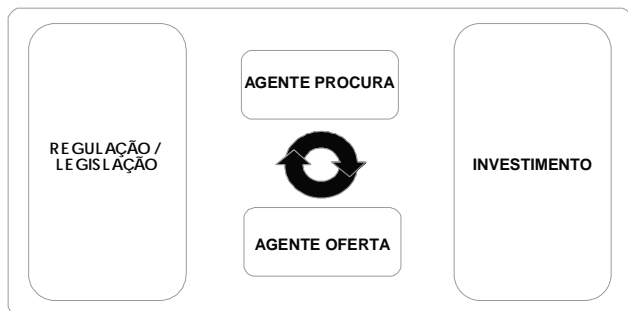 AGENTE PROCURA
REGULAÇÃO /
LEGISLAÇÃO
INVESTIMENTO
AGENTE OFERTA